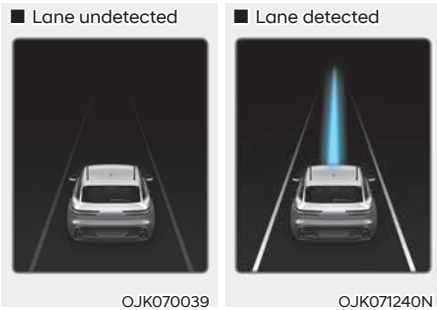 ■ Lane undetected
■ Lane detected
OJK070039
OJK071240N